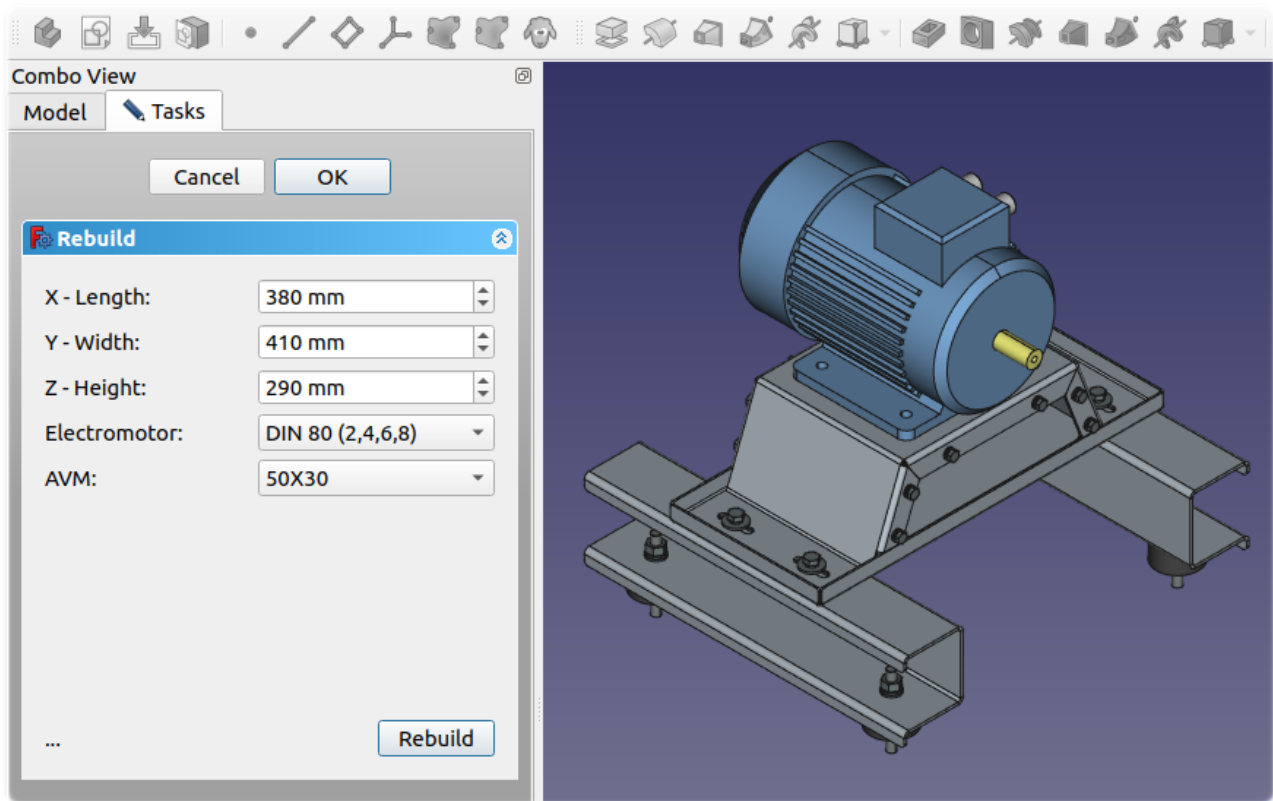 Combo View
Model Tasks
Cancel OK
Rebuild
X - Length: 380 mm
Y - Width: 410 mm
Z - Height: 290 mm
Electromotor: DIN 80 (2,4,6,8)
AVM: 50X30
... Rebuild